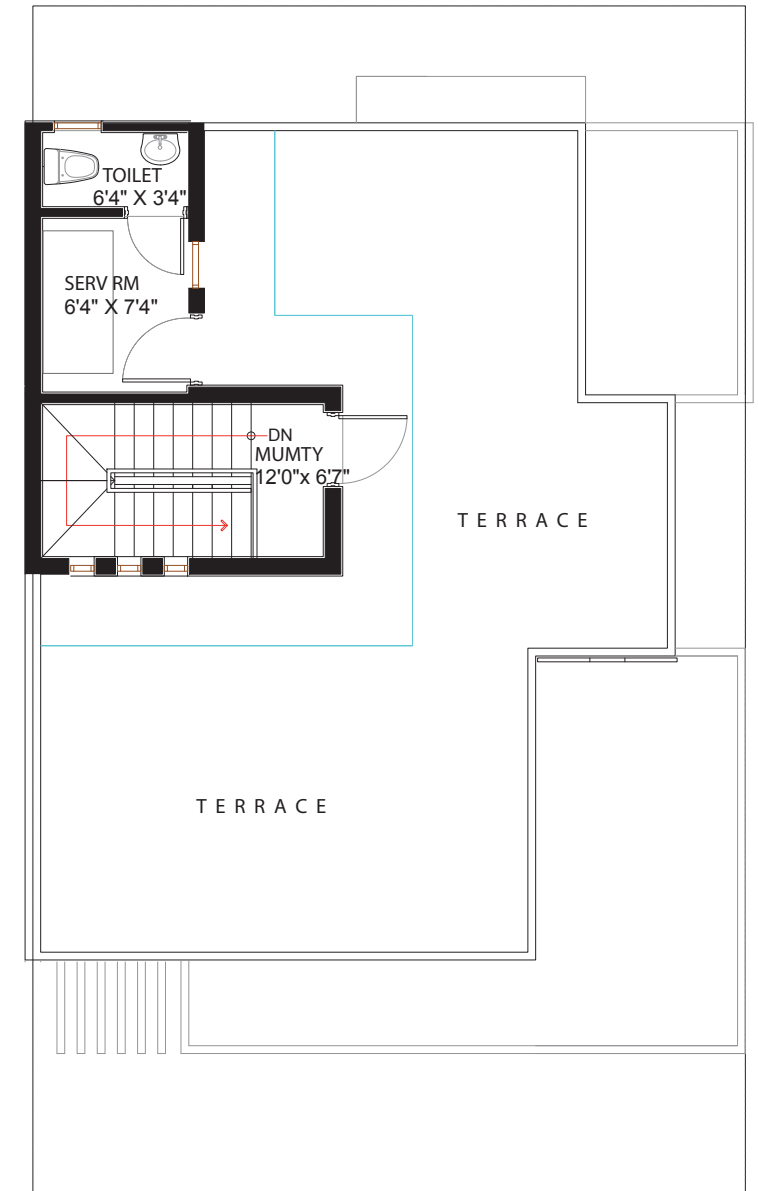 TOILET
6'4" X 3'4"
SERV RM
6'4" X 7'4"
DN
MUMTY
12'0"x 6'7"
TERRACE
TERRACE